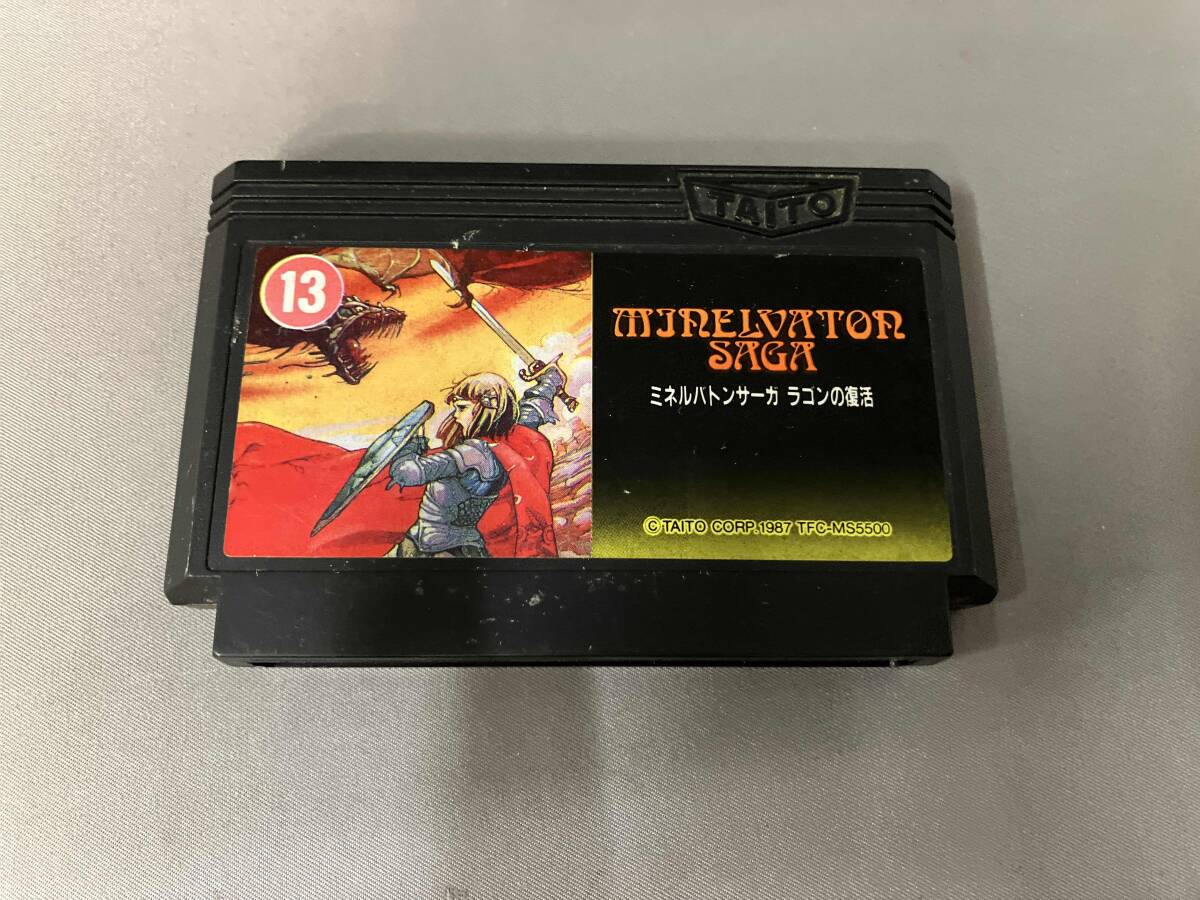 TAITO
13
MINELVATON
SAGA
ミネルバトンサーガ ラゴンの復活
©TAITO CORP.1987 TFC-MS5500